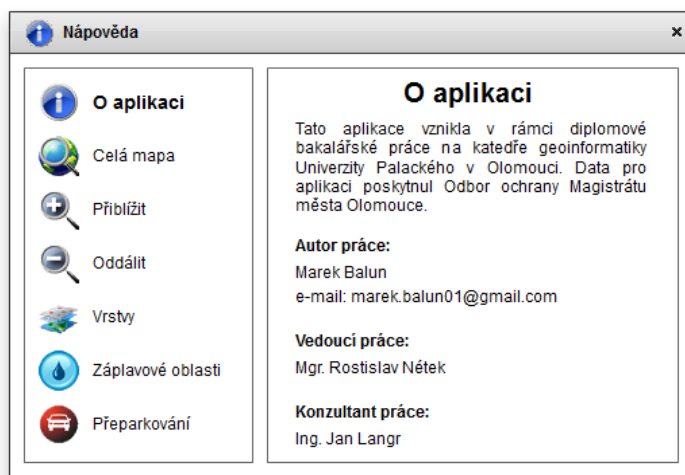 Nápověda
O aplikaci
Celá mapa
Přiblížit
Oddálit
Vrstvy
Záplavové oblasti
Přeparkování
O aplikaci
Tato aplikace vznikla v rámci diplomové
bakalářské práce na katedře geoinformatiky
Univerzity Palackého v Olomouci. Data pro
aplikaci poskytnul Odbor ochrany Magistrátu
města Olomouce.
Autor práce:
Marek Balun
e-mail: marek.balun01@gmail.com
Vedoucí práce:
Mgr. Rostislav Nétek
Konzultant práce:
Ing. Jan Langr